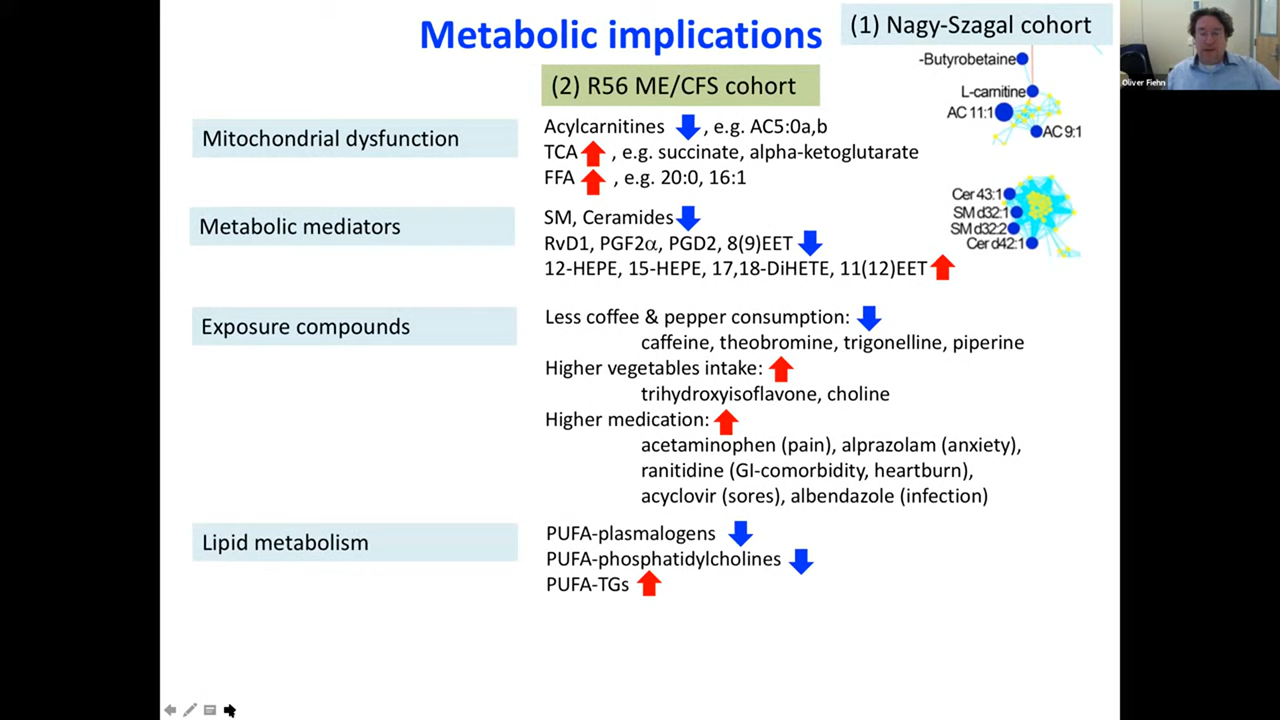 Metabolic implications
(1) Nagy-Szagal cohort
Oliver Fiehn
(2) R56 ME/CFS cohort
-Butyrobetaine
L-carnitine
AC 11:1
AC 9:1
Mitochondrial dysfunction
Acylcarnitines , e.g. AC5:0a,b
TCA , e.g. succinate, alpha-ketoglutarate
FFA , e.g. 20:0, 16:1
Cer 43:1
SM d32:1
SM d32:2
Cer d42:1
Metabolic mediators
SM, Ceramides
RvD1, PGF2α, PGD2, 8(9)EET
12-HEPE, 15-HEPE, 17,18-DiHETE, 11(12)EET
Exposure compounds
Less coffee & pepper consumption:
caffeine, theobromine, trigonelline, piperine
Higher vegetables intake:
trihydroxyisoflavone, choline
Higher medication:
acetaminophen (pain), alprazolam (anxiety),
ranitidine (GI-comorbidity, heartburn),
acyclovir (sores), albendazole (infection)
Lipid metabolism
PUFA-plasmalogens
PUFA-phosphatidylcholines
PUFA-TGs